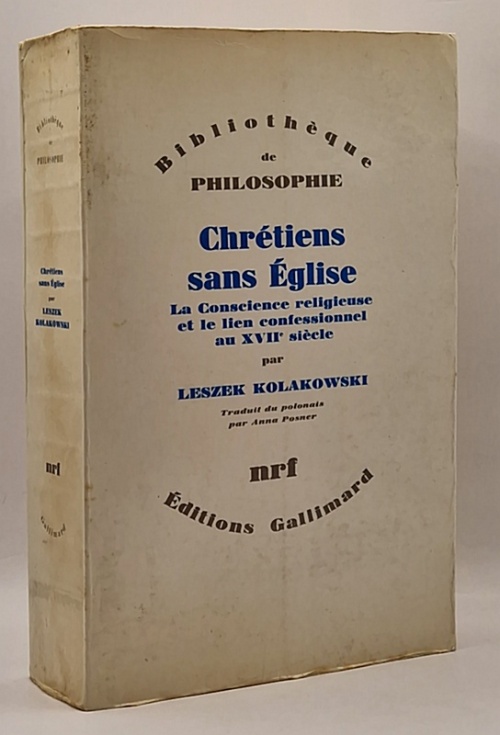 Bibliothèque
de
PHILOSOPHIE
Chrétiens
sans Église
La Conscience religieuse
et le lien confessionnel
au XVIIe siècle
par
LESZEK KOLAKOWSKI
Traduit du polonais
par Anna Posner
nrf
Éditions Gallimard
Bibliothèque
de
PHILOSOPHIE
Chrétiens
sans Église
par
LESZEK
KOLAKOWSKI
nrf
Gallimard